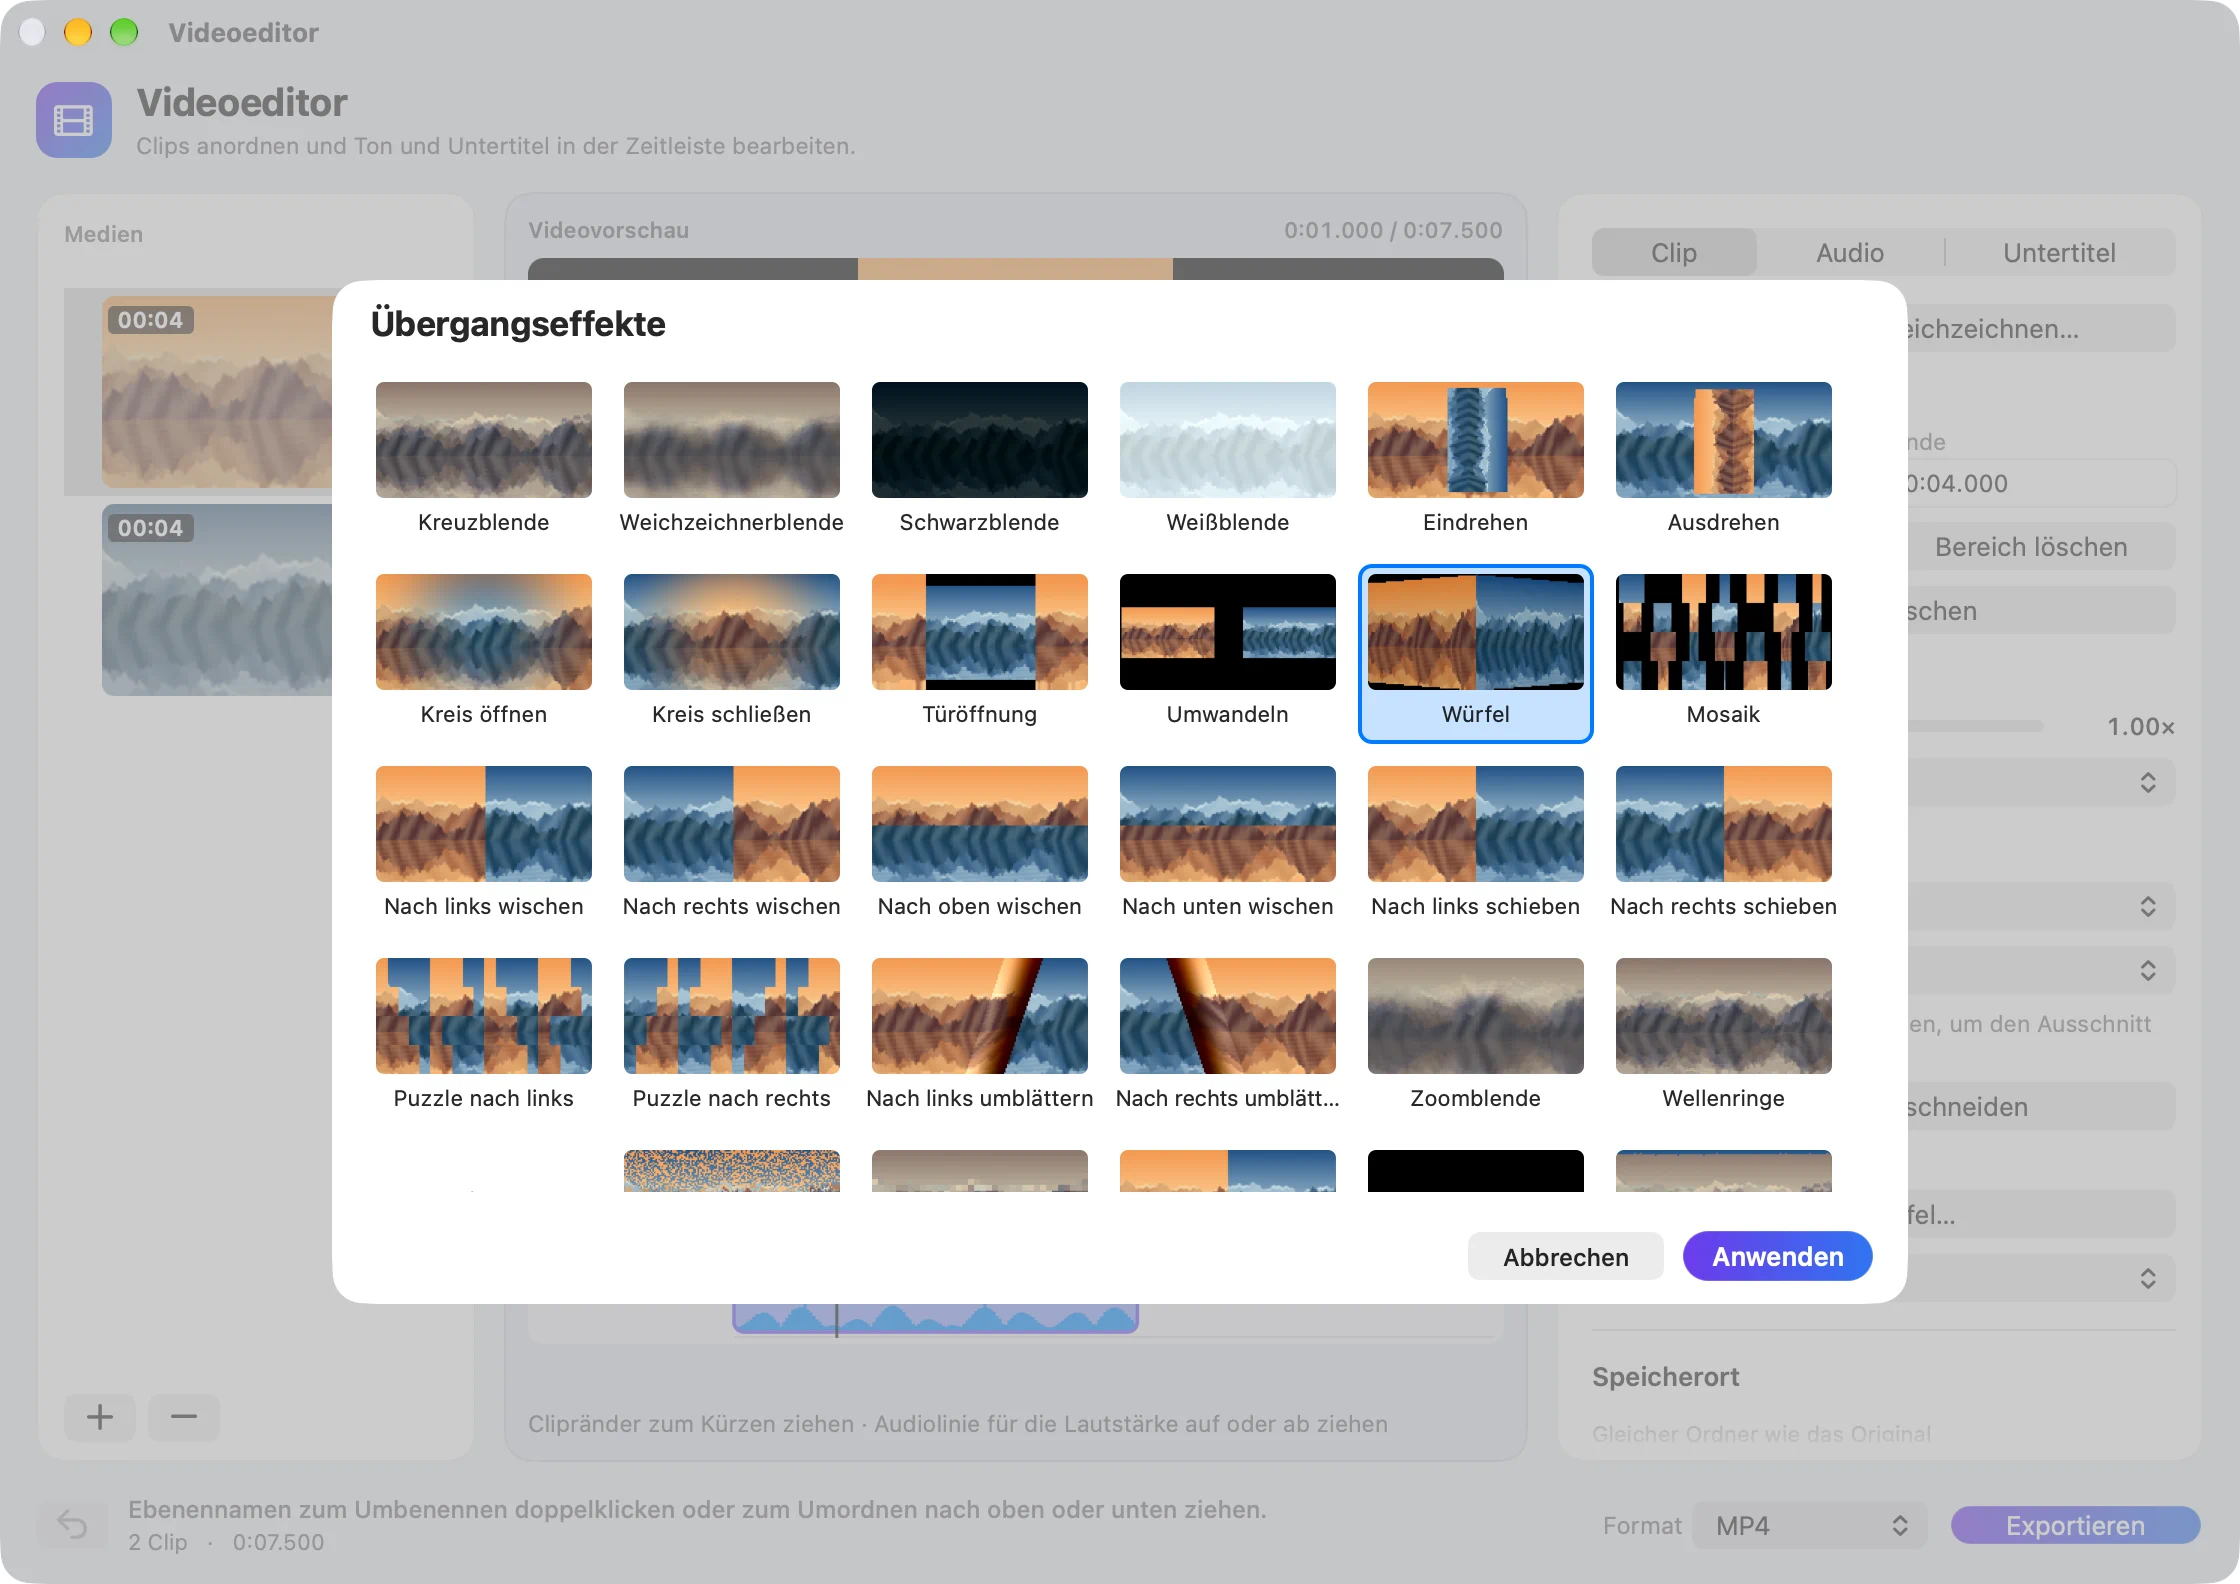 Videoeditor
Videoeditor
Clips anordnen und Ton und Untertitel in der Zeitleiste bearbeiten.
Medien
00:04
00:04
Videovorschau
0:01.000 / 0:07.500
Clip
Audio
Untertitel
eichzeichnen...
nde
0:04.000
Bereich löschen
schen
1.00×
en, um den Ausschnitt
schneiden
fel...
Übergangseffekte
Kreuzblende
Weichzeichnerblende
Schwarzblende
Weißblende
Eindrehen
Ausdrehen
Kreis öffnen
Kreis schließen
Türöffnung
Umwandeln
Würfel
Mosaik
Nach links wischen
Nach rechts wischen
Nach oben wischen
Nach unten wischen
Nach links schieben
Nach rechts schieben
Puzzle nach links
Puzzle nach rechts
Nach links umblättern
Nach rechts umblätt...
Zoomblende
Wellenringe
Abbrechen
Anwenden
Clipränder zum Kürzen ziehen · Audiolinie für die Lautstärke auf oder ab ziehen
Speicherort
Gleicher Ordner wie das Original
Ebenennamen zum Umbenennen doppelklicken oder zum Umordnen nach oben oder unten ziehen.
2 Clip · 0:07.500
Format
MP4
Exportieren